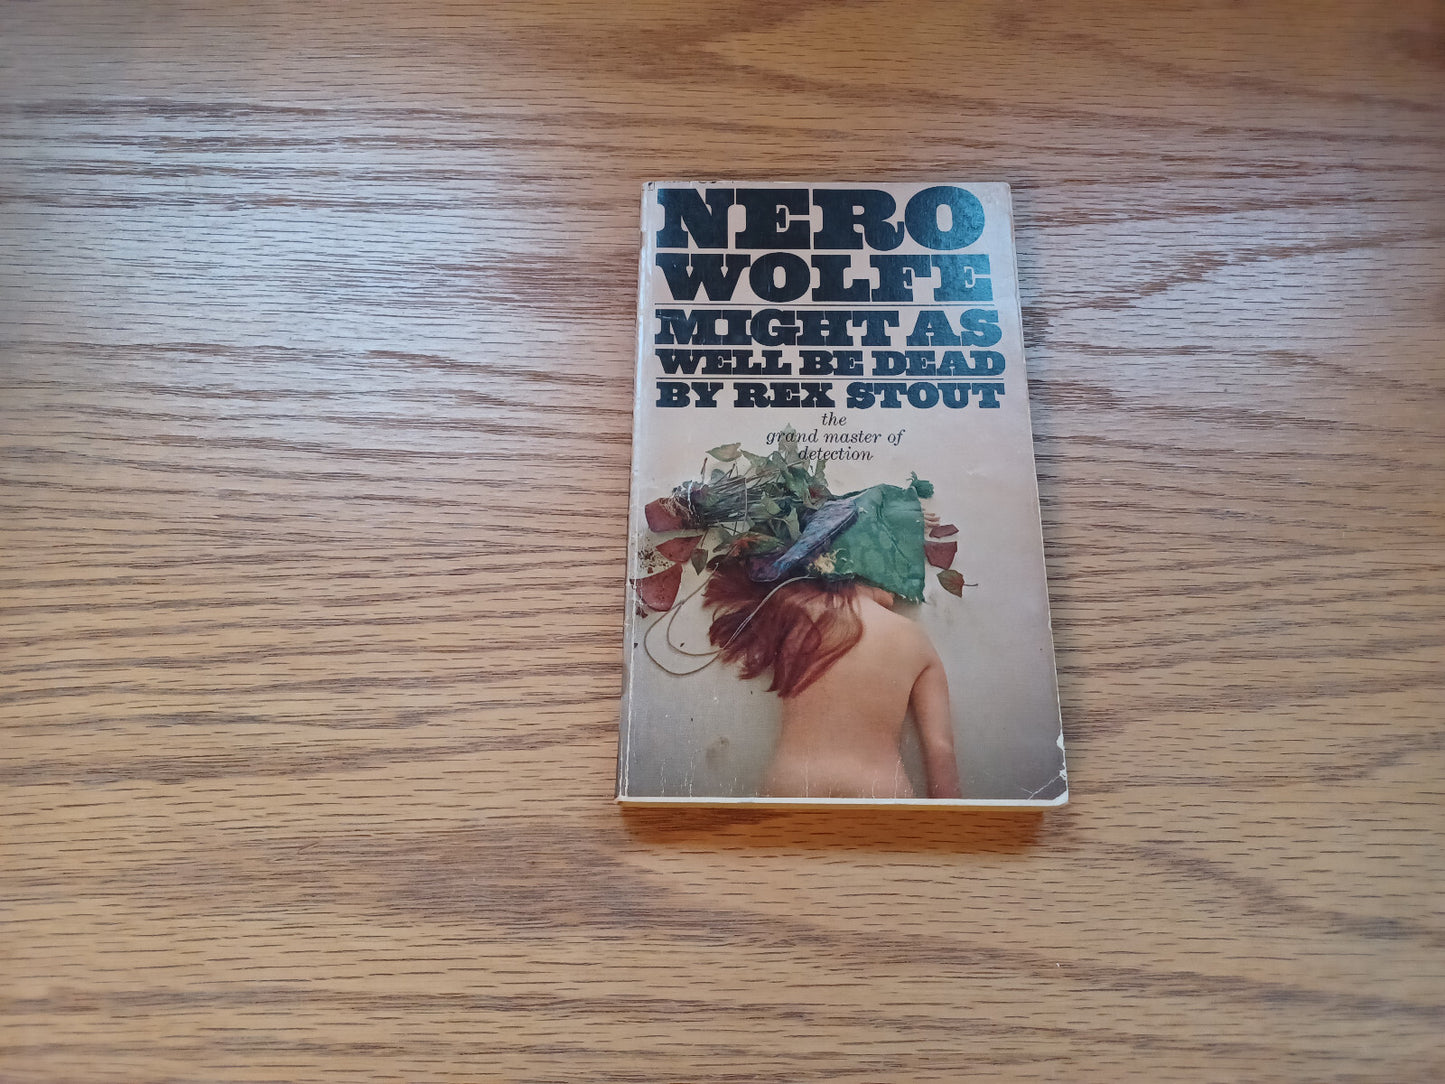 NERO
WOLFE
MIGHT AS
WELL BE DEAD
BY REX STOUT
the
grand master of
detection